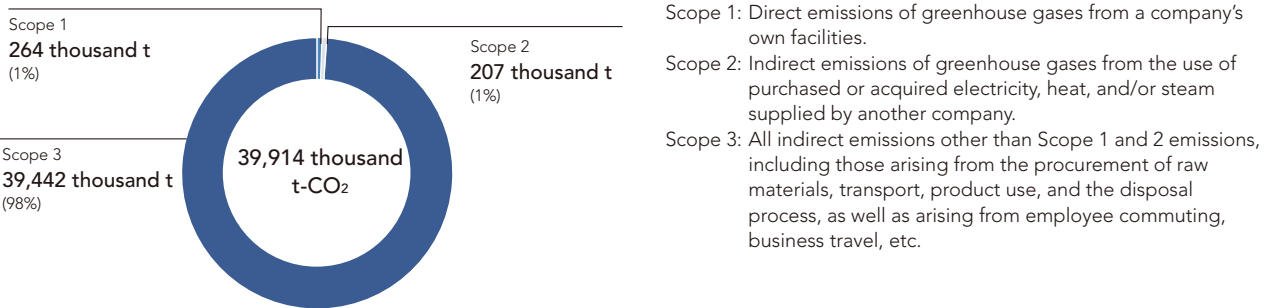 Scope 1
264 thousand t
(1%)
Scope 2
207 thousand t
(1%)
Scope 3
39,442 thousand t
(98%)
39,914 thousand
t-CO2
Scope 1: Direct emissions of greenhouse gases from a company's
own facilities.
Scope 2: Indirect emissions of greenhouse gases from the use of
purchased or acquired electricity, heat, and/or steam
supplied by another company.
Scope 3: All indirect emissions other than Scope 1 and 2 emissions,
including those arising from the procurement of raw
materials, transport, product use, and the disposal
process, as well as arising from employee commuting,
business travel, etc.